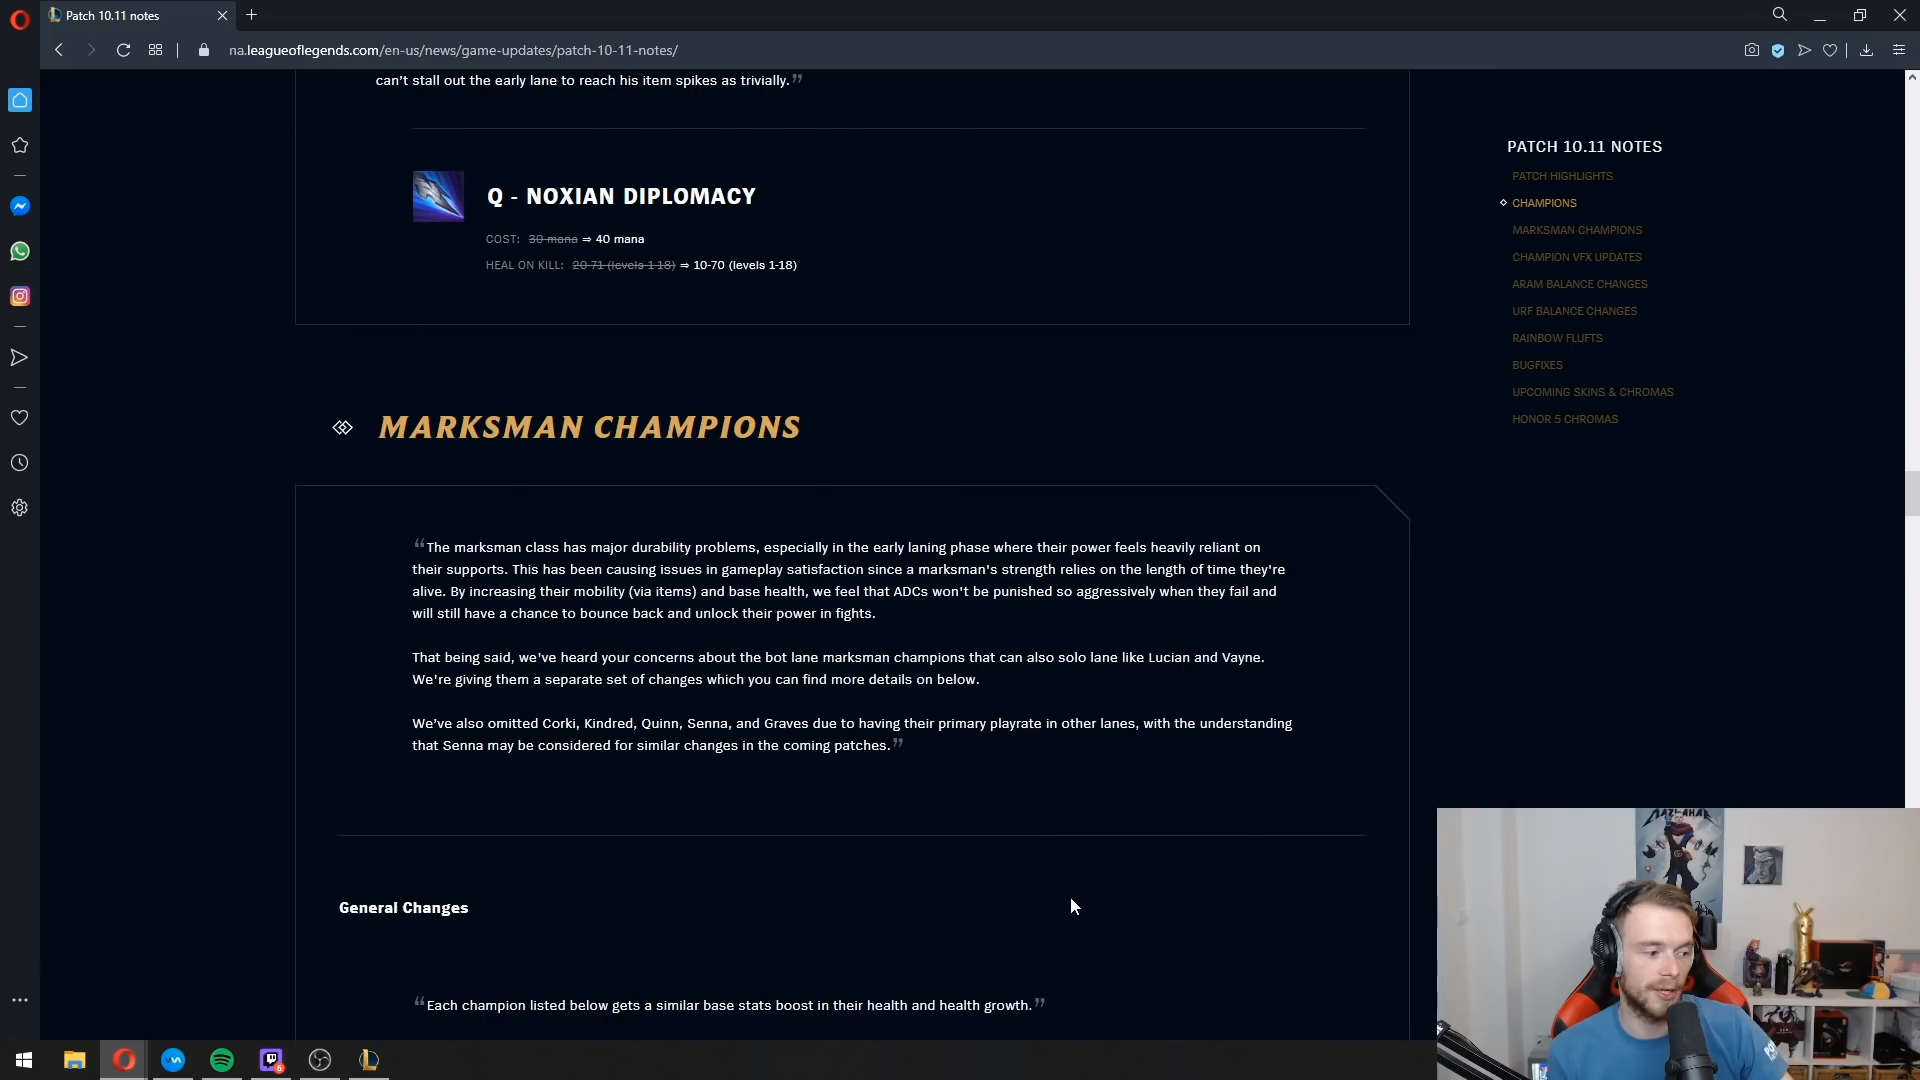 Patch 10.11 notes
na.leagueoflegends.com/en-us/news/game-updates/patch-10-11-notes/
can't stall out the early lane to reach his item spikes as trivially.”
Q - NOXIAN DIPLOMACY
COST: 30 mana ⇒ 40 mana
HEAL ON KILL: 20-71 (levels 1-18) ⇒ 10-70 (levels 1-18)
MARKSMAN CHAMPIONS
“The marksman class has major durability problems, especially in the early laning phase where their power feels heavily reliant on
their supports. This has been causing issues in gameplay satisfaction since a marksman's strength relies on the length of time they're
alive. By increasing their mobility (via items) and base health, we feel that ADCs won't be punished so aggressively when they fail and
will still have a chance to bounce back and unlock their power in fights.
That being said, we've heard your concerns about the bot lane marksman champions that can also solo lane like Lucian and Vayne.
We're giving them a separate set of changes which you can find more details on below.
We've also omitted Corki, Kindred, Quinn, Senna, and Graves due to having their primary playrate in other lanes, with the understanding
that Senna may be considered for similar changes in the coming patches.”
General Changes
“Each champion listed below gets a similar base stats boost in their health and health growth.”
PATCH 10.11 NOTES
PATCH HIGHLIGHTS
CHAMPIONS
MARKSMAN CHAMPIONS
CHAMPION VFX UPDATES
ARAM BALANCE CHANGES
URF BALANCE CHANGES
RAINBOW FLUFTS
BUGFIXES
UPCOMING SKINS & CHROMAS
HONOR 5 CHROMAS
6